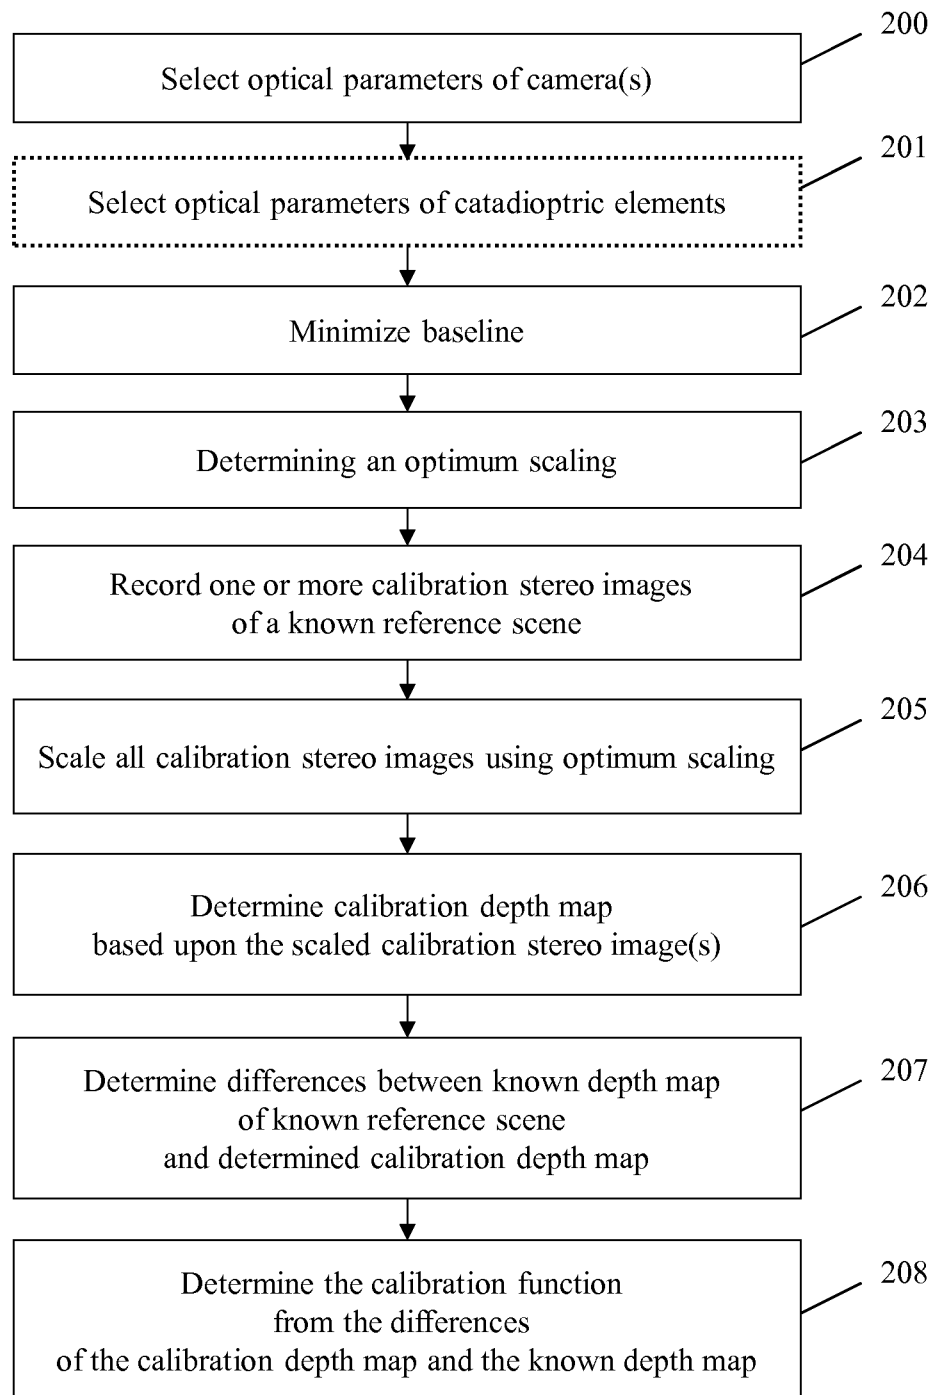 200
Select optical parameters of camera(s)
201
Select optical parameters of catadioptric elements
202
Minimize baseline
203
Determining an optimum scaling
204
Record one or more calibration stereo images
of a known reference scene
205
Scale all calibration stereo images using optimum scaling
206
Determine calibration depth map
based upon the scaled calibration stereo image(s)
207
Determine differences between known depth map
of known reference scene
and determined calibration depth map
208
Determine the calibration function
from the differences
of the calibration depth map and the known depth map